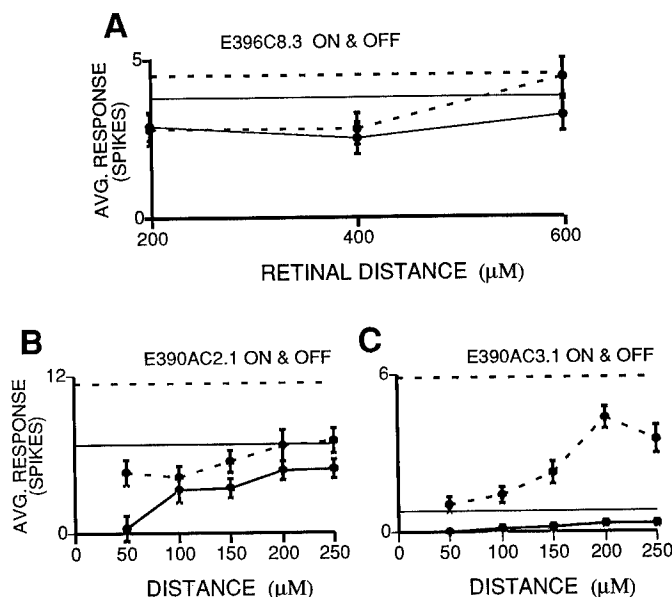 A
E396C8.3 ON & OFF
5
0
AVG. RESPONSE
(SPIKES)
200
400
600
RETINAL DISTANCE (µM)
B
E390AC2.1 ON & OFF
12
0
AVG. RESPONSE
(SPIKES)
0
50
100
150
200
250
DISTANCE (µM)
C
E390AC3.1 ON & OFF
6
0
0
50
100
150
200
250
DISTANCE (µM)